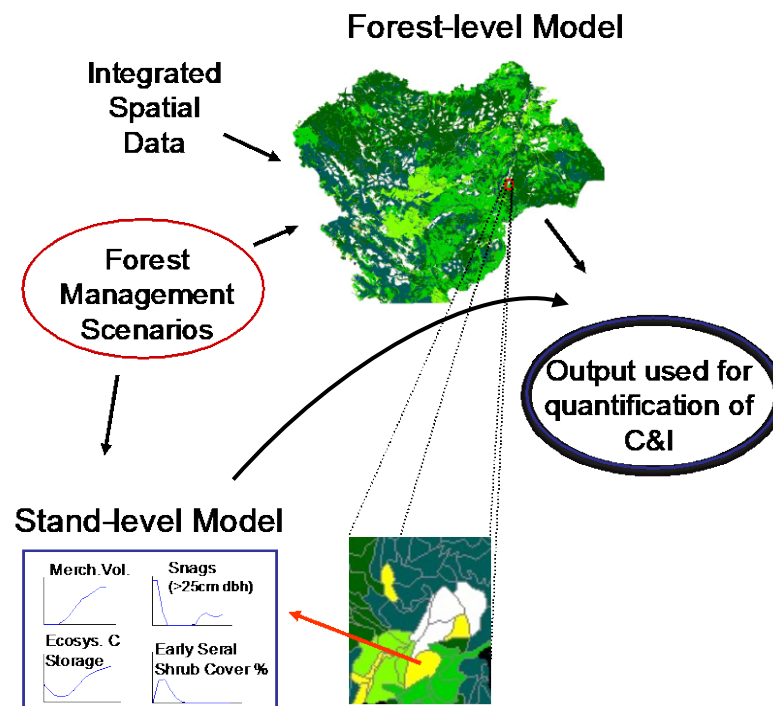 Forest-level Model
Integrated
Spatial
Data
Forest
Management
Scenarios
Output used for
quantification of
C&I
Stand-level Model
Merch.Vol.
Snags
(>25cm dbh)
Ecosys. C
Storage
Early Seral
Shrub Cover %